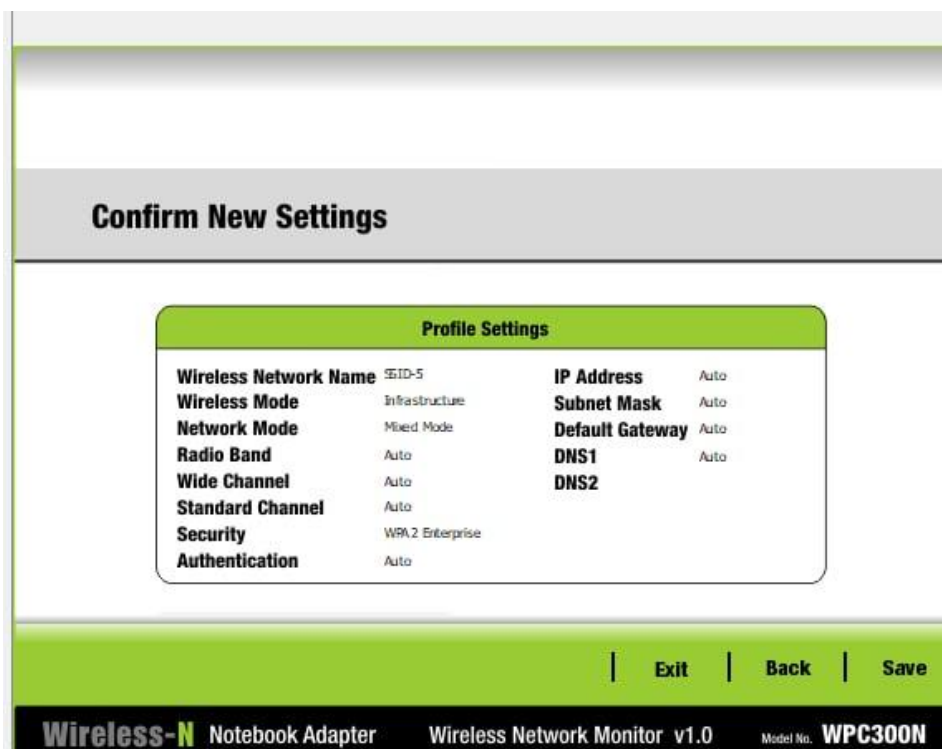 Confirm New Settings
Profile Settings
Wireless Network Name SSID-5
Wireless Mode Infrastructure
Network Mode Mixed Mode
Radio Band Auto
Wide Channel Auto
Standard Channel Auto
Security WPA2 Enterprise
Authentication Auto
IP Address Auto
Subnet Mask Auto
Default Gateway Auto
DNS1 Auto
DNS2
Exit Back Save
Wireless-N Notebook Adapter Wireless Network Monitor v1.0 Model No. WPC300N